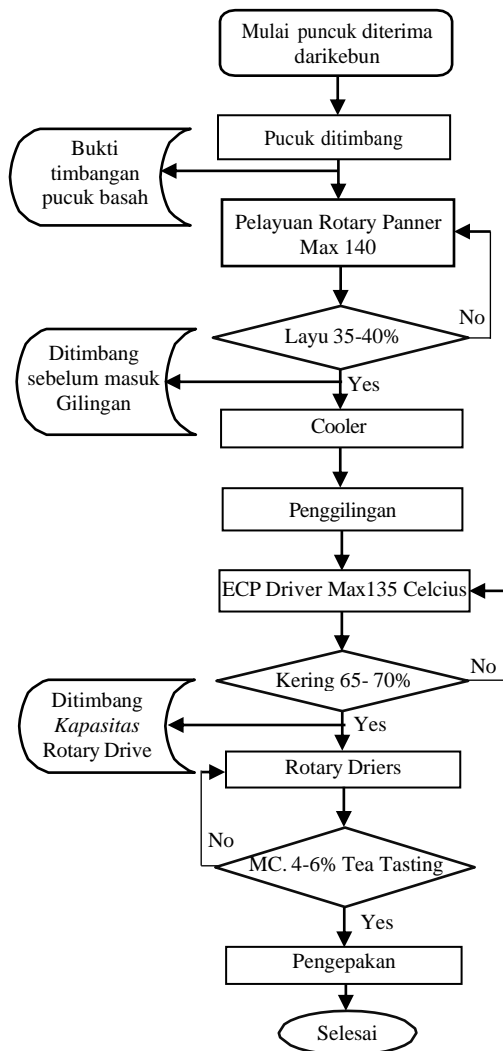 Mulai puncuk diterima
darikebun
Pucuk ditimbang
Bukti
timbangan
pucuk basah
Pelayuan Rotary Panner
Max 140
No
Layu 35-40%
Ditimbang
sebelum masuk
Gilingan
Yes
Cooler
Penggilingan
ECP Driver Max135 Celcius
No
Kering 65- 70%
Ditimbang
Kapasitas
Rotary Drive
Yes
Rotary Driers
No
MC. 4-6% Tea Tasting
Yes
Pengepakan
Selesai